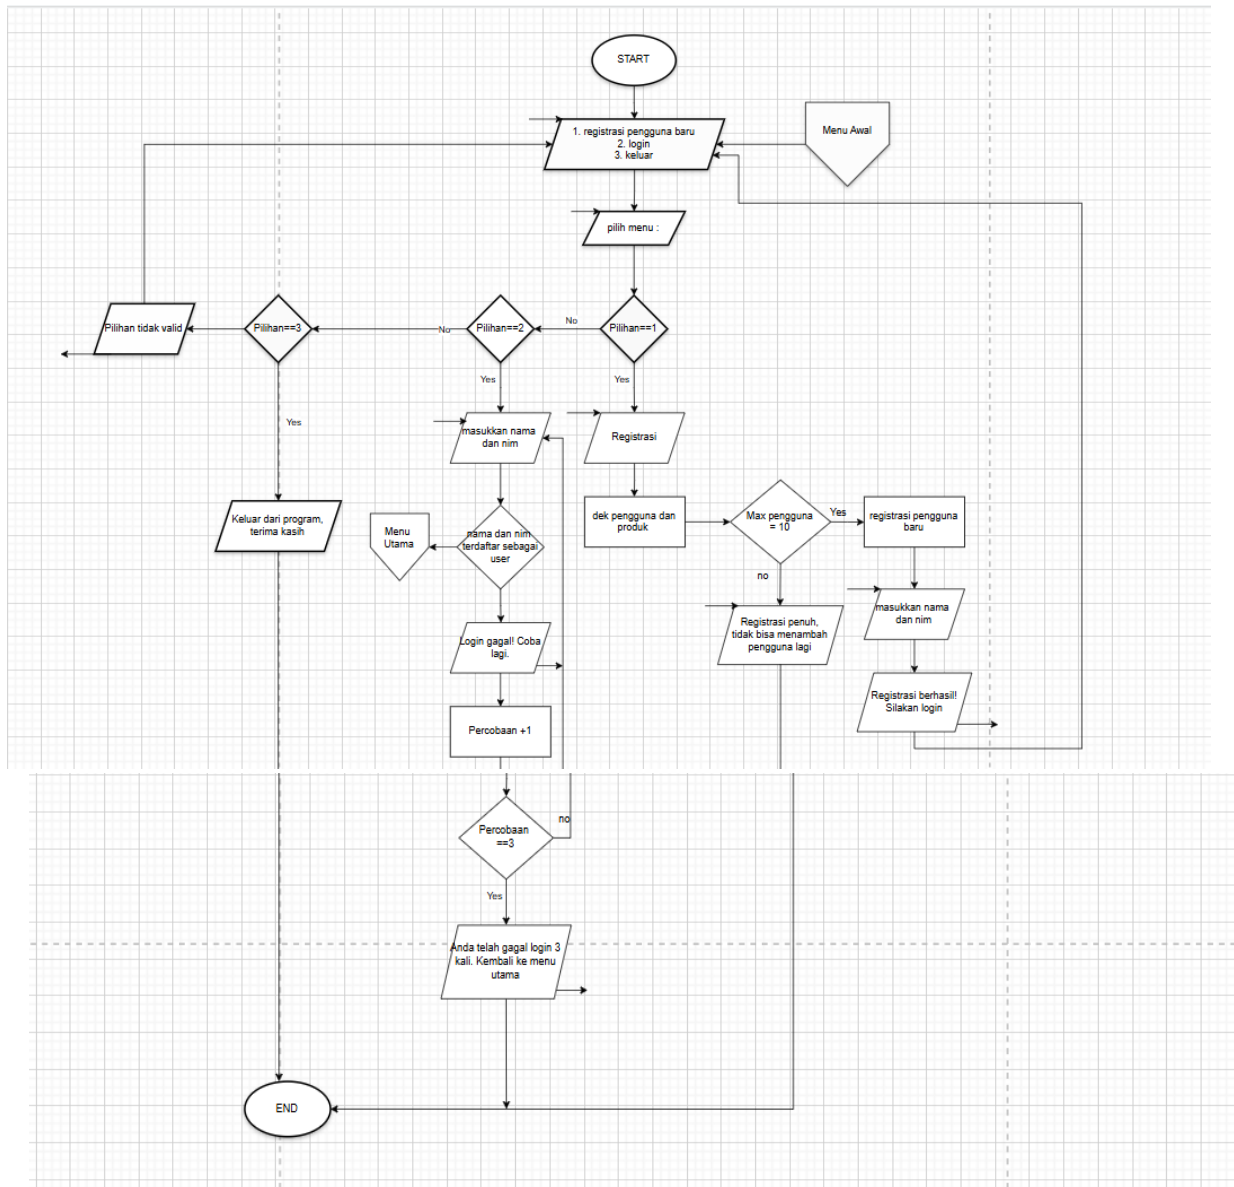 START
1. registrasi pengguna baru
2. login
3. keluar
Menu Awal
pilih menu :
Pilihan tidak valid
Pilihan==3
No
Pilihan==2
No
Pilihan==1
Yes
Yes
Yes
masukkan nama
dan nim
Registrasi
Keluar dari program,
terima kasih
Menu
Utama
nama dan nim
terdaftar sebagai
user
dek pengguna dan
produk
Max pengguna
= 10
Yes
registrasi pengguna
baru
no
masukkan nama
dan nim
Registrasi penuh,
tidak bisa menambah
pengguna lagi
Login gagal! Coba
lagi.
Registrasi berhasil!
Silakan login
Percobaan +1
Percobaan
==3
no
Yes
Anda telah gagal login 3
kali. Kembali ke menu
utama
END